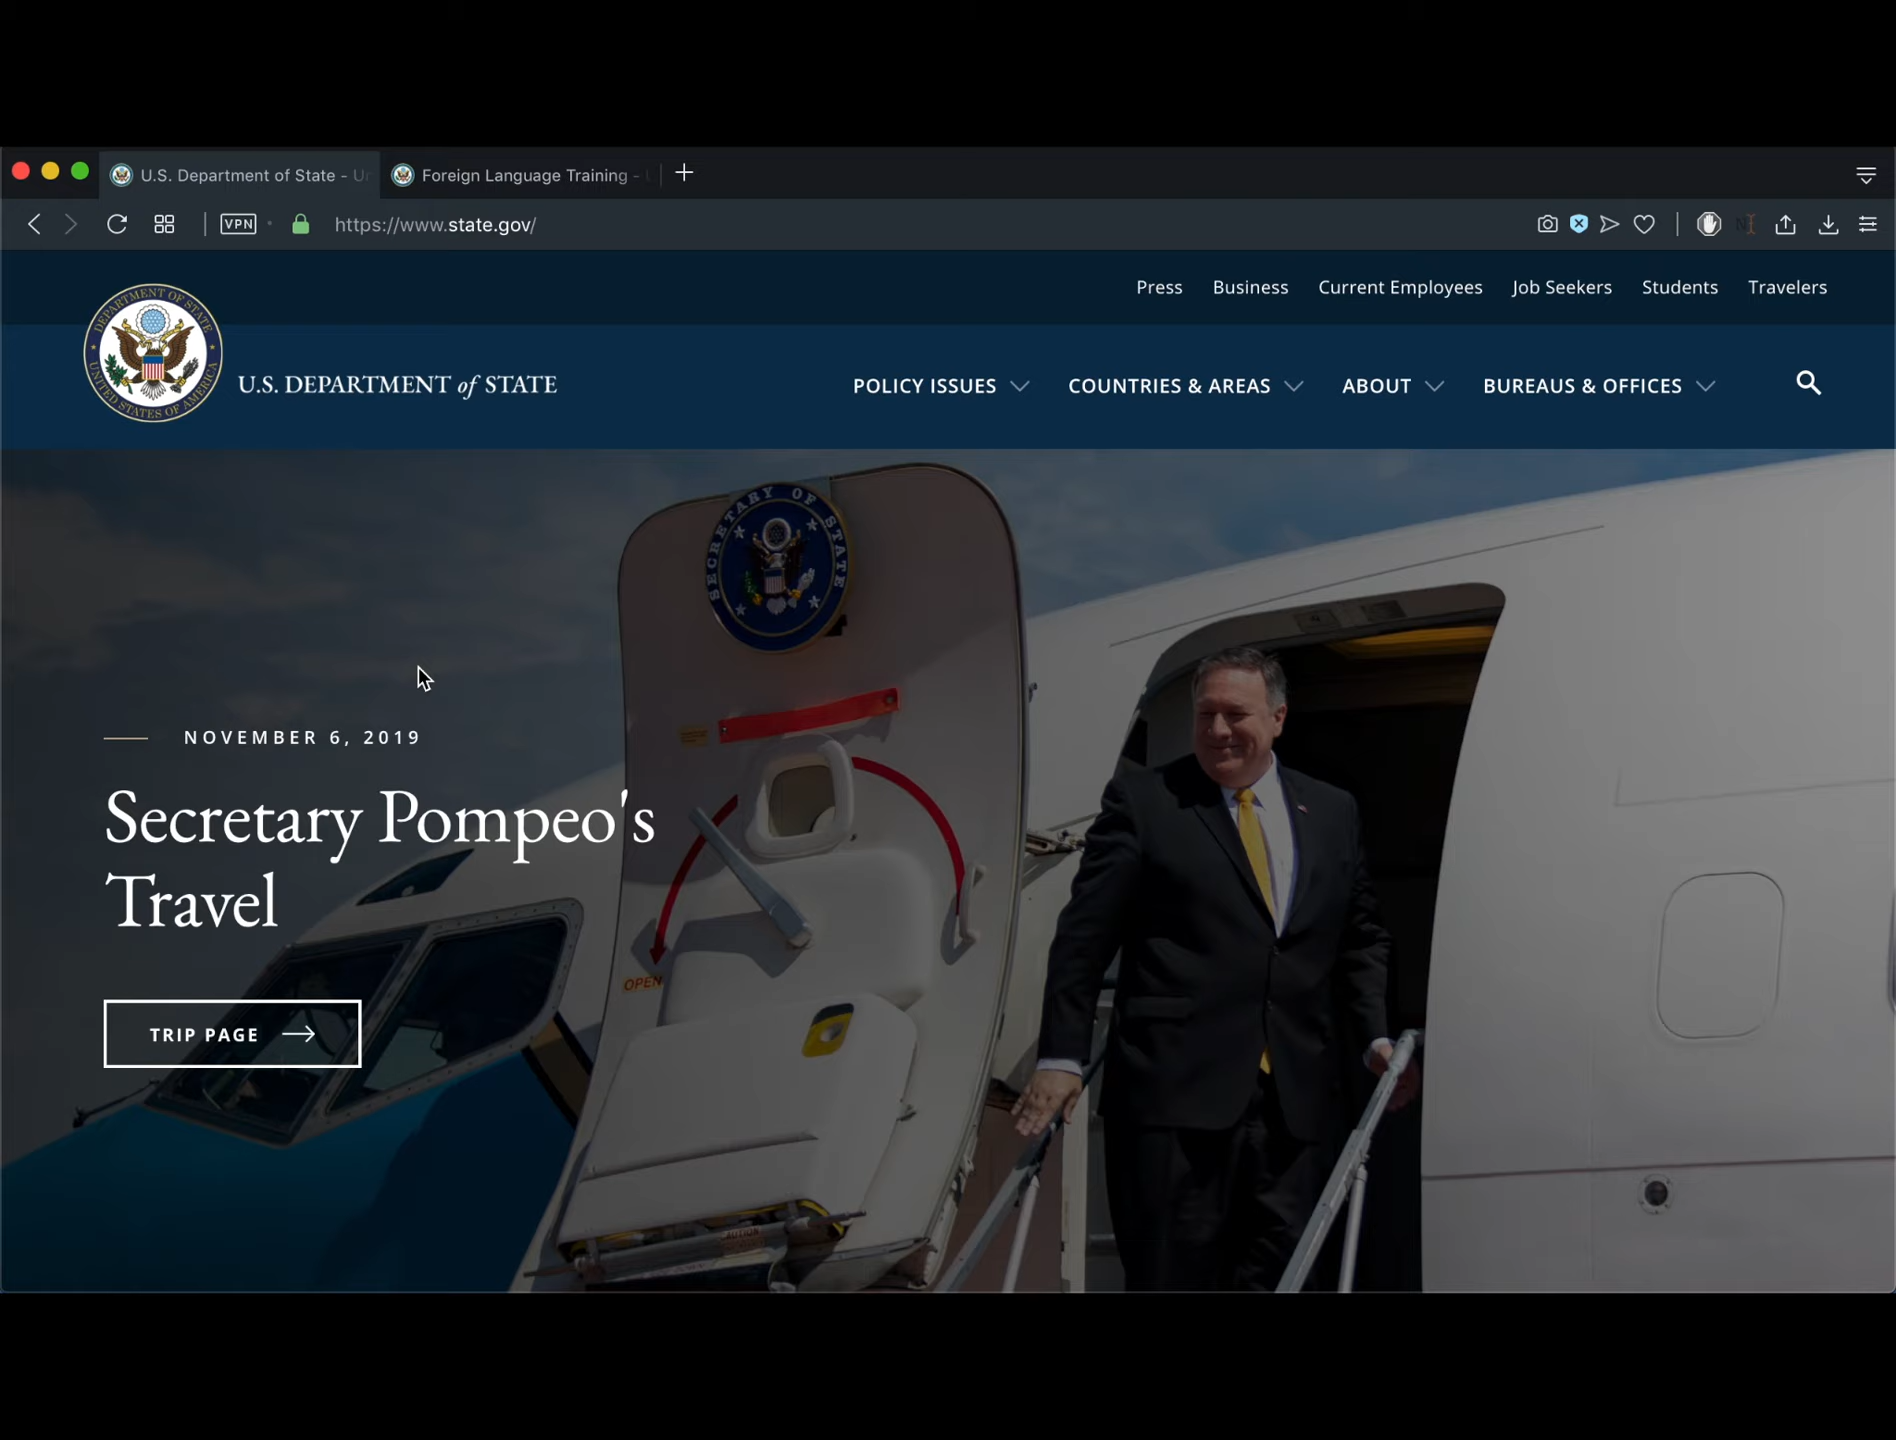 U.S. Department of State - U
Foreign Language Training -
VPN
https://www.state.gov/
Press Business Current Employees Job Seekers Students Travelers
DEPARTMENT OF STATE
UNITED STATES OF AMERICA
U.S. DEPARTMENT of STATE
POLICY ISSUES COUNTRIES & AREAS ABOUT BUREAUS & OFFICES
SECRETARY OF STATE
NOVEMBER 6, 2019
Secretary Pompeo's
Travel
OPEN
TRIP PAGE
CAUTION